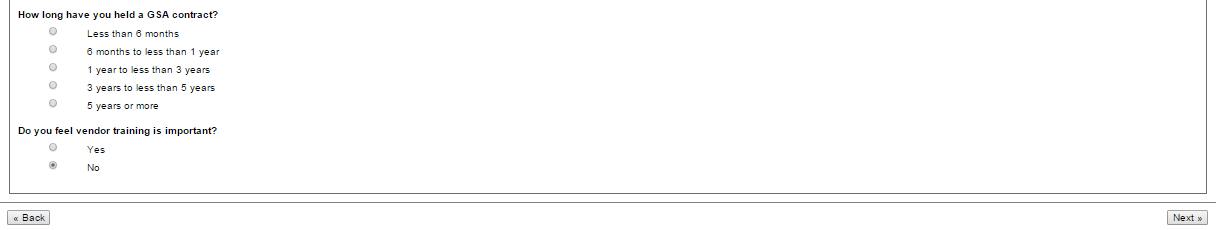 How long have you held a GSA contract?
Less than 6 months
6 months to less than 1 year
1 year to less than 3 years
3 years to less than 5 years
5 years or more
Do you feel vendor training is important?
Yes
No
« Back
Next »